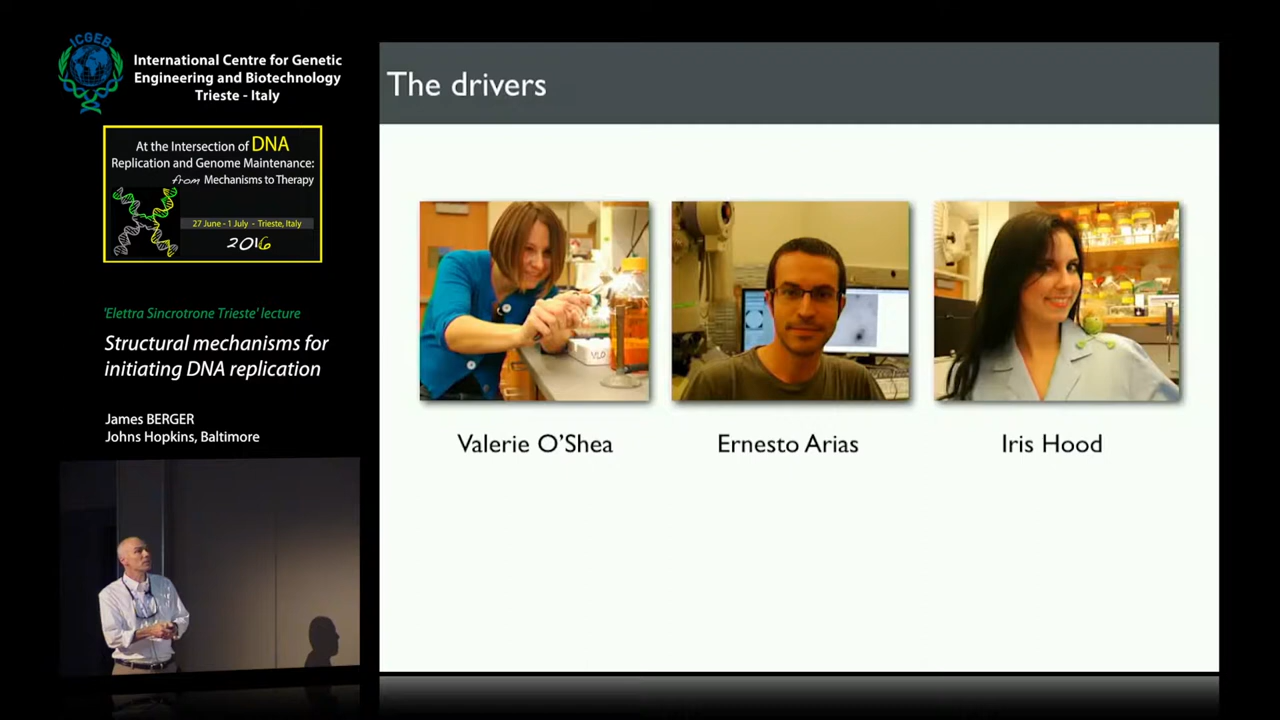 ICGEB
International Centre for Genetic
Engineering and Biotechnology
Trieste - Italy
At the Intersection of DNA
Replication and Genome Maintenance:
from Mechanisms to Therapy
27 June - 1 July - Trieste, Italy
2016
'Elettra Sincrotrone Trieste' lecture
Structural mechanisms for
initiating DNA replication
James BERGER
Johns Hopkins, Baltimore
The drivers
VLO
Valerie O'Shea
Ernesto Arias
Iris Hood